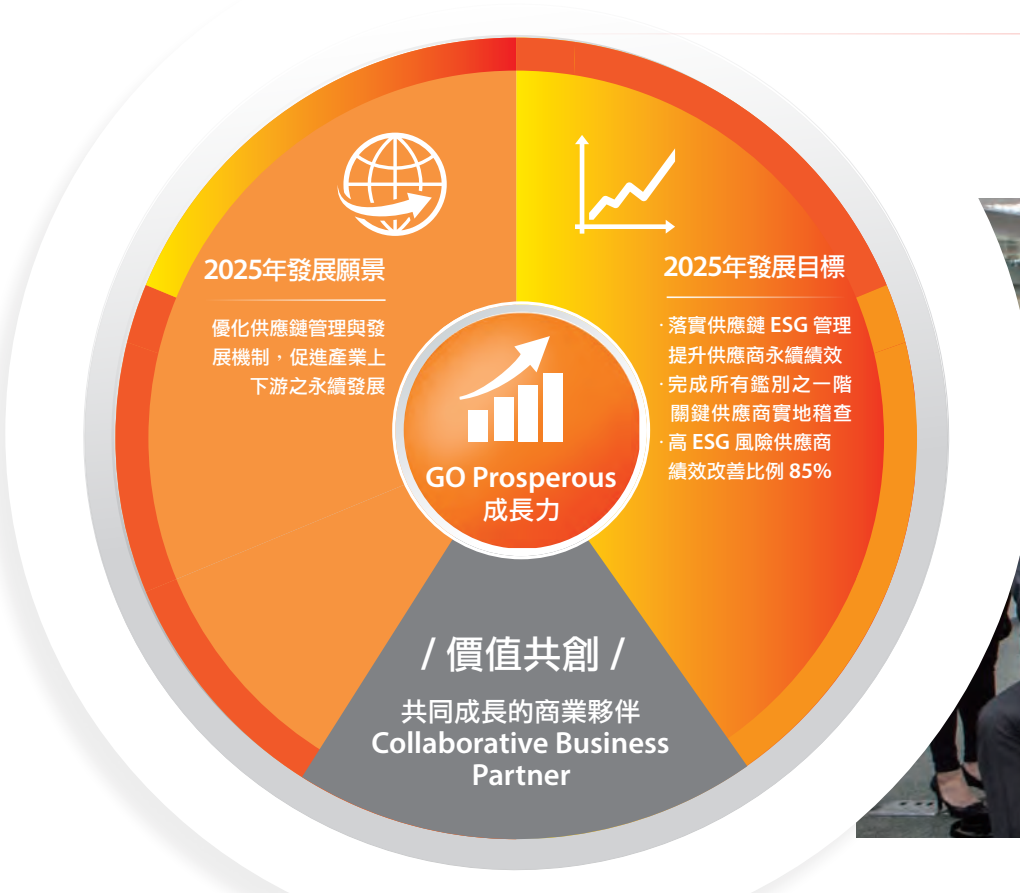 2025年發展願景
優化供應鏈管理與發
展機制，促進產業上
下游之永續發展
2025年發展目標
· 落實供應鏈 ESG 管理
提升供應商永續績效
· 完成所有鑑別之一階
關鍵供應商實地稽查
· 高 ESG 風險供應商
績效改善比例 85%
GO Prosperous
成長力
/ 價值共創 /
共同成長的商業夥伴
Collaborative Business
Partner